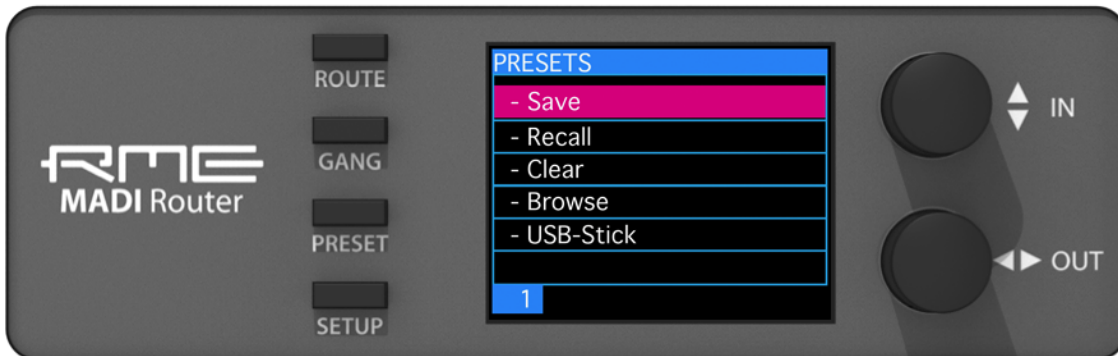 RME
MADI Router
ROUTE
GANG
PRESET
SETUP
PRESETS
- Save
- Recall
- Clear
- Browse
- USB-Stick
1
IN
OUT